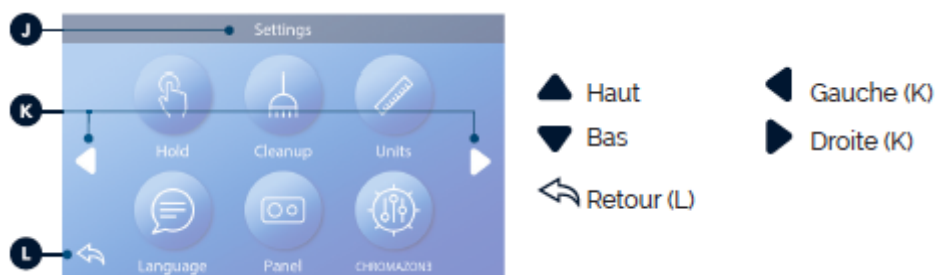 J
Settings
K
Hold Cleanup Units
L
Language Panel CHROMAZON3
Haut
Bas
Retour (L)
Gauche (K)
Droite (K)